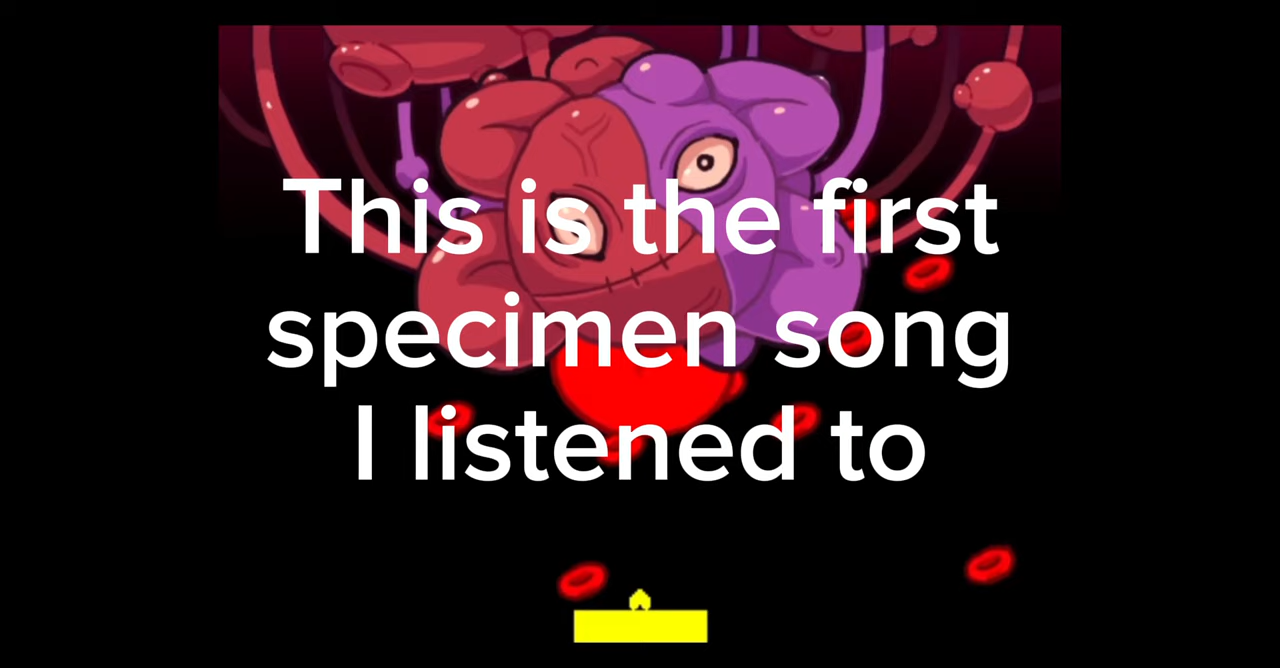 This is the first
specimen song
I listened to